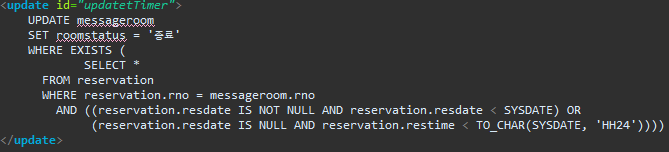 <update id="updatetTimer">
UPDATE messageroom
SET roomstatus = '종료'
WHERE EXISTS (
SELECT *
FROM reservation
WHERE reservation.rno = messageroom.rno
AND ((reservation.resdate IS NOT NULL AND reservation.resdate < SYSDATE) OR
(reservation.resdate IS NULL AND reservation.restime < TO_CHAR(SYSDATE, 'HH24'))))
</update>